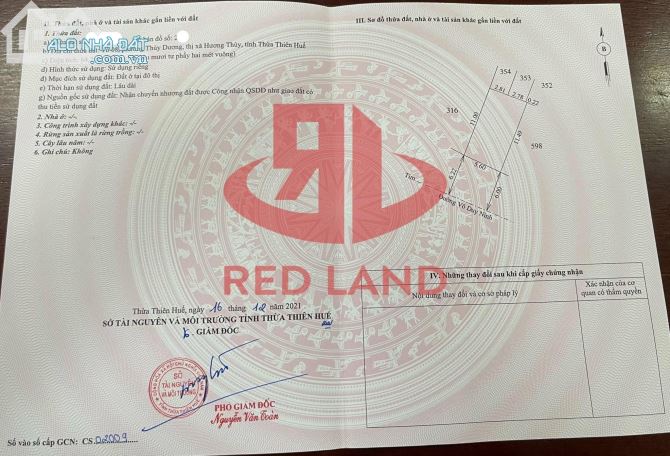 II. Thửa đất, nhà ở và tài sản khác gắn liền với đất
1. Thửa đất:
bản đồ số: 2
ALO NHÀ ĐẤT
phường Thủy Dương, thị xã Hương Thủy, tỉnh Thừa Thiên Huế
mươi tư phẩy hai mét vuông)
d) Hình thức sử dụng: Sử dụng riêng
đ) Mục đích sử dụng đất: Đất ở tại đô thị
e) Thời hạn sử dụng đất: Lâu dài
g) Nguồn gốc sử dụng đất: Nhận chuyển nhượng đất được Công nhận QSDĐ như giao đất có
thu tiền sử dụng đất
2. Nhà ở: -/-
3. Công trình xây dựng khác: -/-
4. Rừng sản xuất là rừng trồng: -/-
5. Cây lâu năm: -/-
6. Ghi chú: Không
RED LAND
Thừa Thiên Huế, ngày 16 tháng 12 năm 2021
SỞ TÀI NGUYÊN VÀ MÔI TRƯỜNG TỈNH THỪA THIÊN HUẾ
GIÁM ĐỐC
SỞ
TÀI NGUYÊN
VÀ MÔI TRƯỜNG
PHÓ GIÁM ĐỐC
Nguyễn Văn Toàn
Số vào sổ cấp GCN: CS 02009
III. Sơ đồ thửa đất, nhà ở và tài sản khác gắn liền với đất
B
354
353
352
2.81
2.78
0.22
316
11.00
11.49
598
5.60
6.22
6.00
Tim
Đường Võ Duy Ninh
IV. Những thay đổi sau khi cấp giấy chứng nhận
Nội dung thay đổi và cơ sở pháp lý
Xác nhận của cơ
quan có thẩm quyền